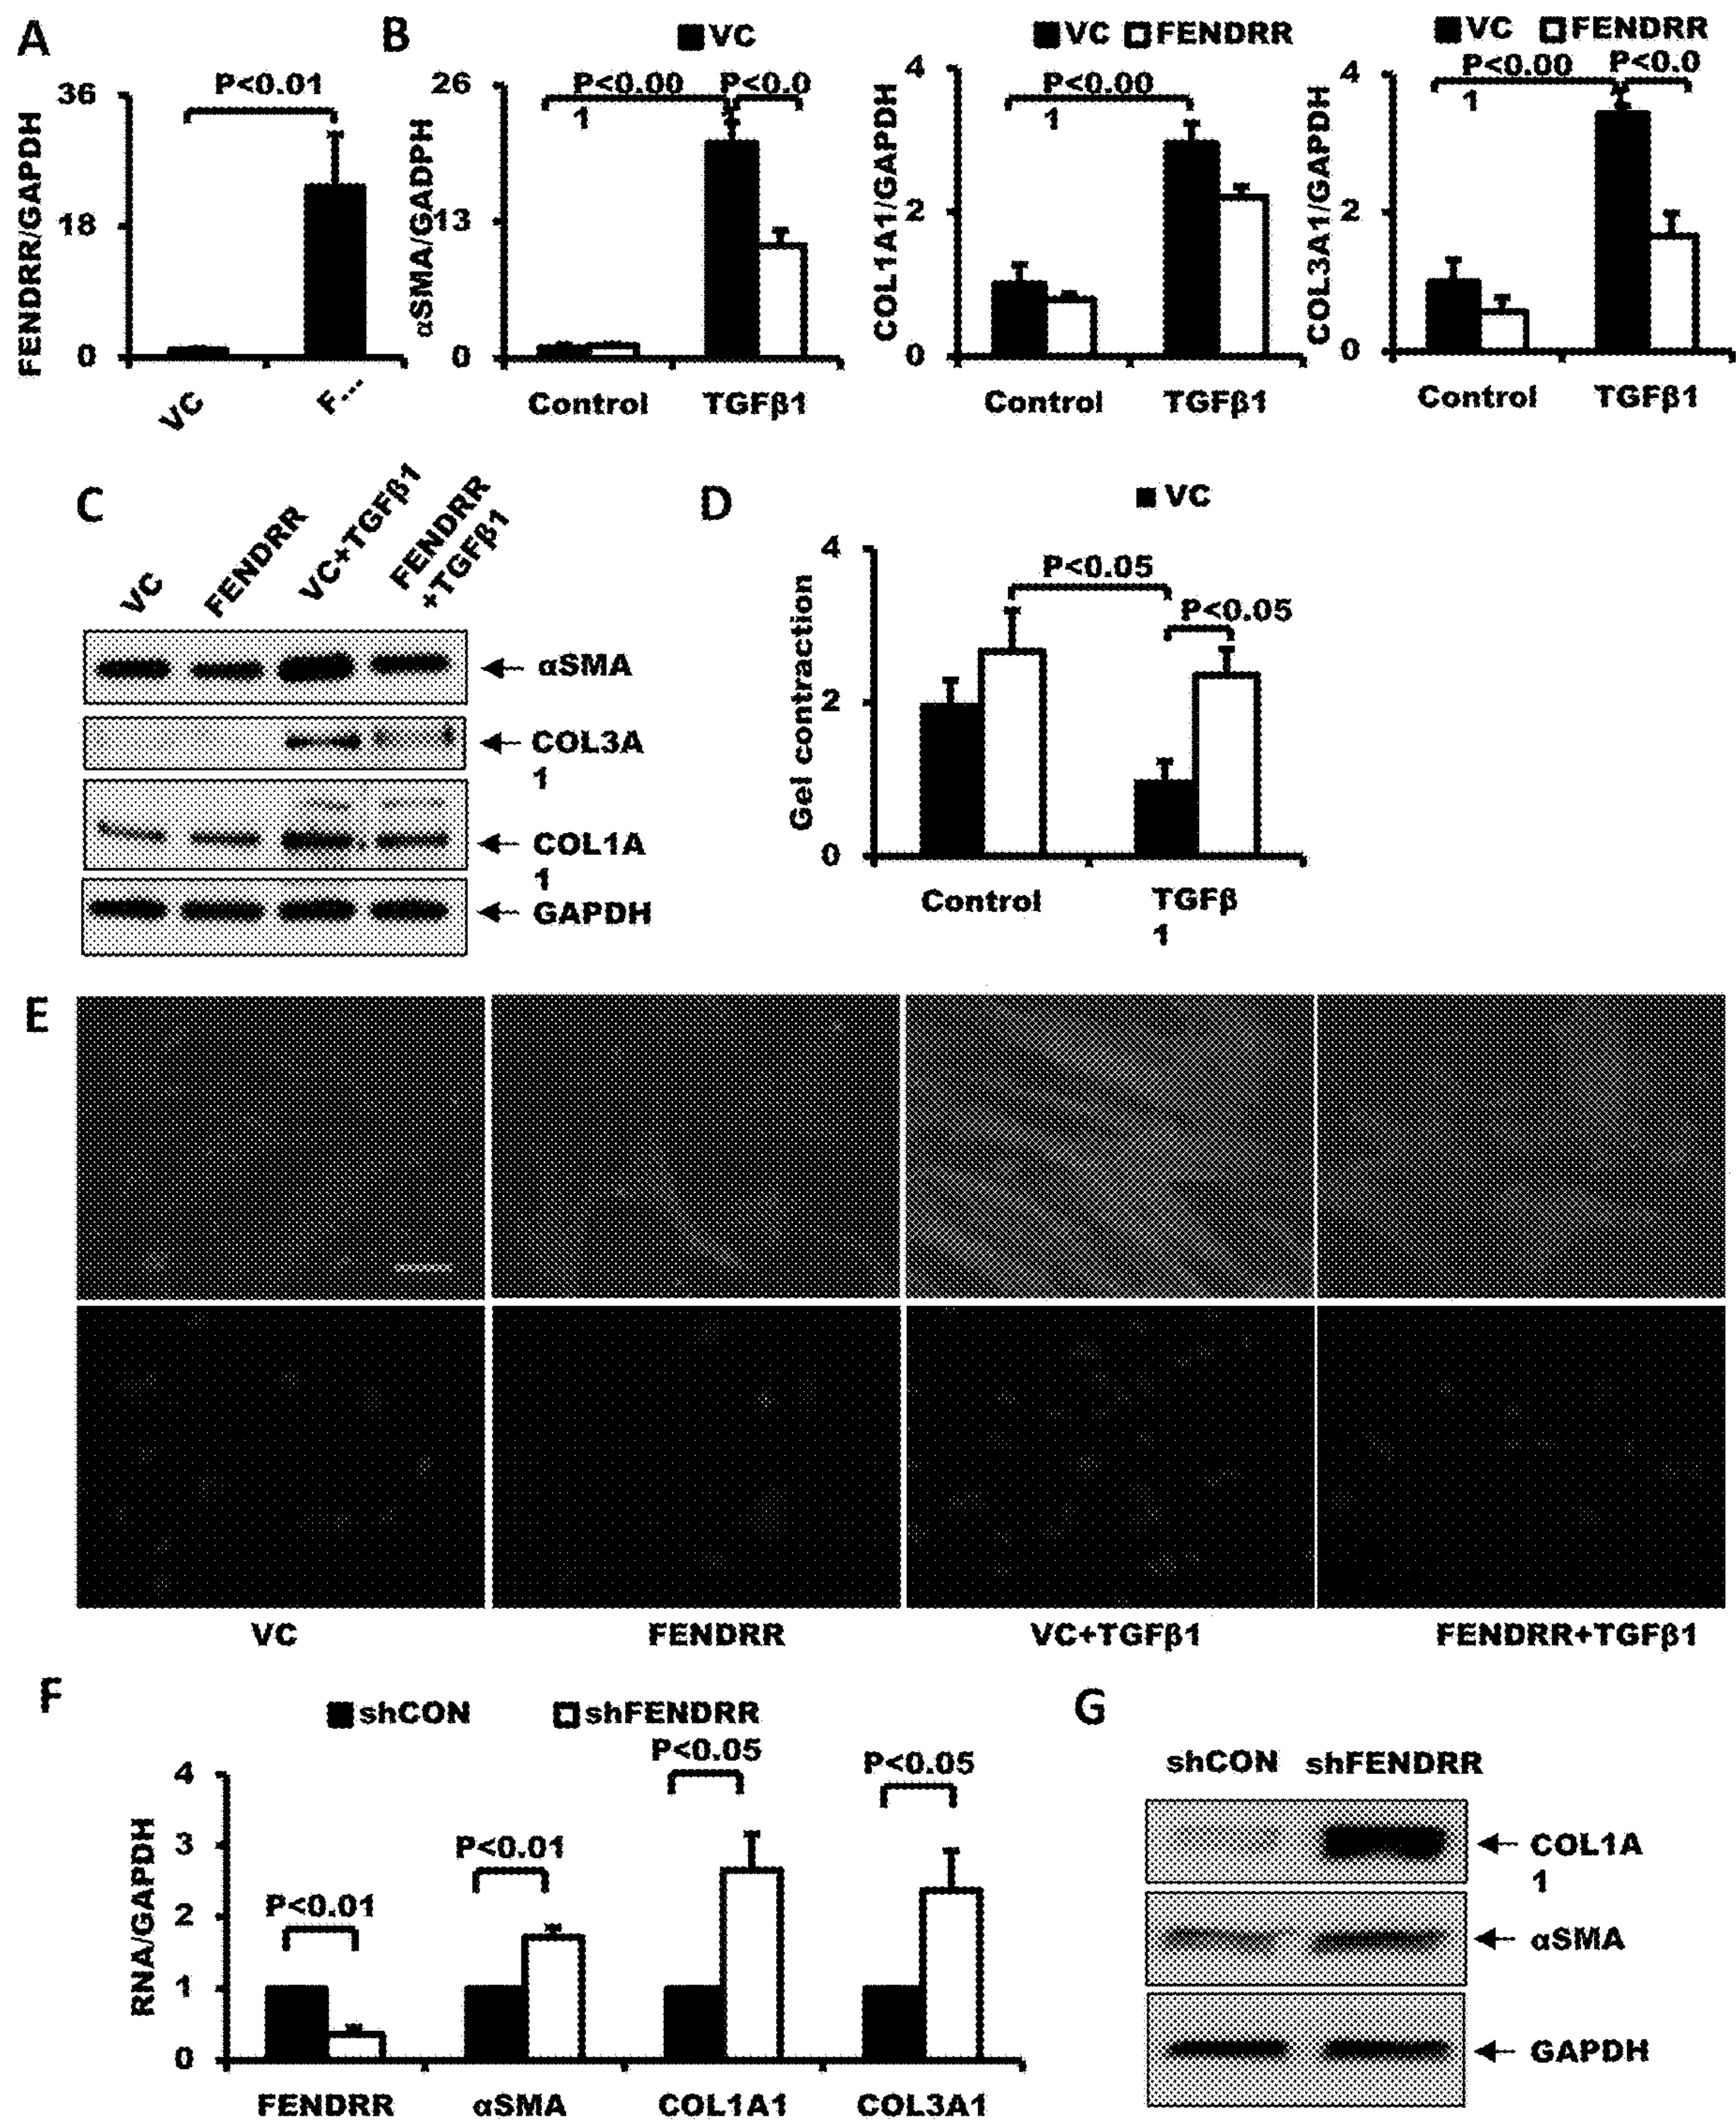 A
FENDRR/GAPDH
36
18
0
P<0.01
VC
F...
B
VC
αSMA/GADPH
26
13
0
P<0.00
1
P<0.0
Control
TGFβ1
VC FENDRR
COL1A1/GAPDH
4
2
0
P<0.00
1
Control
TGFβ1
VC FENDRR
COL3A1/GAPDH
4
2
0
P<0.00
1
P<0.0
Control
TGFβ1
C
VC
FENDRR
VC+TGFβ1
FENDRR
+TGFβ1
αSMA
COL3A
1
COL1A
1
GAPDH
D
VC
Gel contraction
4
2
0
P<0.05
P<0.05
Control
TGFβ
1
E
VC
FENDRR
VC+TGFβ1
FENDRR+TGFβ1
F
shCON shFENDRR
RNA/GAPDH
4
3
2
1
0
P<0.01
P<0.01
P<0.05
P<0.05
FENDRR
αSMA
COL1A1
COL3A1
G
shCON shFENDRR
COL1A
1
αSMA
GAPDH